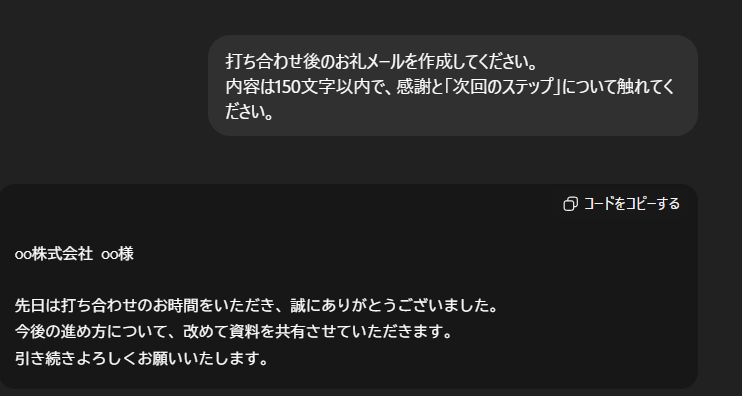 打ち合わせ後のお礼メールを作成してください。
内容は150文字以内で、感謝と「次回のステップ」について触れてく
ださい。
コードをコピーする
oo株式会社 oo様
先日は打ち合わせのお時間をいただき、誠にありがとうございました。
今後の進め方について、改めて資料を共有させていただきます。
引き続きよろしくお願いいたします。